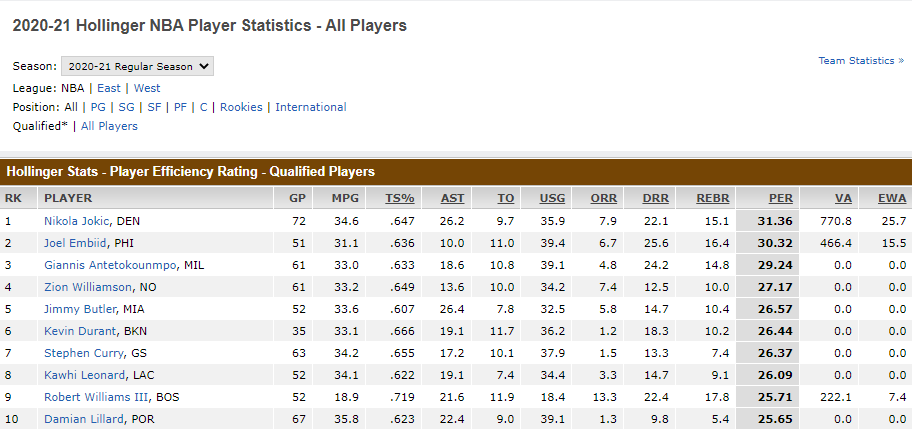 2020-21 Hollinger NBA Player Statistics - All Players
Season: 2020-21 Regular Season
Team Statistics »
League: NBA | East | West
Position: All | PG | SG | SF | PF | C | Rookies | International
Qualified* | All Players
Hollinger Stats - Player Efficiency Rating - Qualified Players
RK PLAYER GP MPG TS% AST TO USG ORR DRR REBR PER VA EWA
1 Nikola Jokic, DEN 72 34.6 .647 26.2 9.7 35.9 7.9 22.1 15.1 31.36 770.8 25.7
2 Joel Embiid, PHI 51 31.1 .636 10.0 11.0 39.4 6.7 25.6 16.4 30.32 466.4 15.5
3 Giannis Antetokounmpo, MIL 61 33.0 .633 18.6 10.8 39.1 4.8 24.2 14.8 29.24 0.0 0.0
4 Zion Williamson, NO 61 33.2 .649 13.6 10.0 34.2 7.4 12.5 10.0 27.17 0.0 0.0
5 Jimmy Butler, MIA 52 33.6 .607 26.4 7.8 32.5 5.8 14.7 10.4 26.57 0.0 0.0
6 Kevin Durant, BKN 35 33.1 .666 19.1 11.7 36.2 1.2 18.3 10.2 26.44 0.0 0.0
7 Stephen Curry, GS 63 34.2 .655 17.2 10.1 37.9 1.5 13.3 7.4 26.37 0.0 0.0
8 Kawhi Leonard, LAC 52 34.1 .622 19.1 7.4 34.4 3.3 14.7 9.1 26.09 0.0 0.0
9 Robert Williams III, BOS 52 18.9 .719 21.6 11.9 18.4 13.3 22.4 17.8 25.71 222.1 7.4
10 Damian Lillard, POR 67 35.8 .623 22.4 9.0 39.1 1.3 9.8 5.4 25.65 0.0 0.0